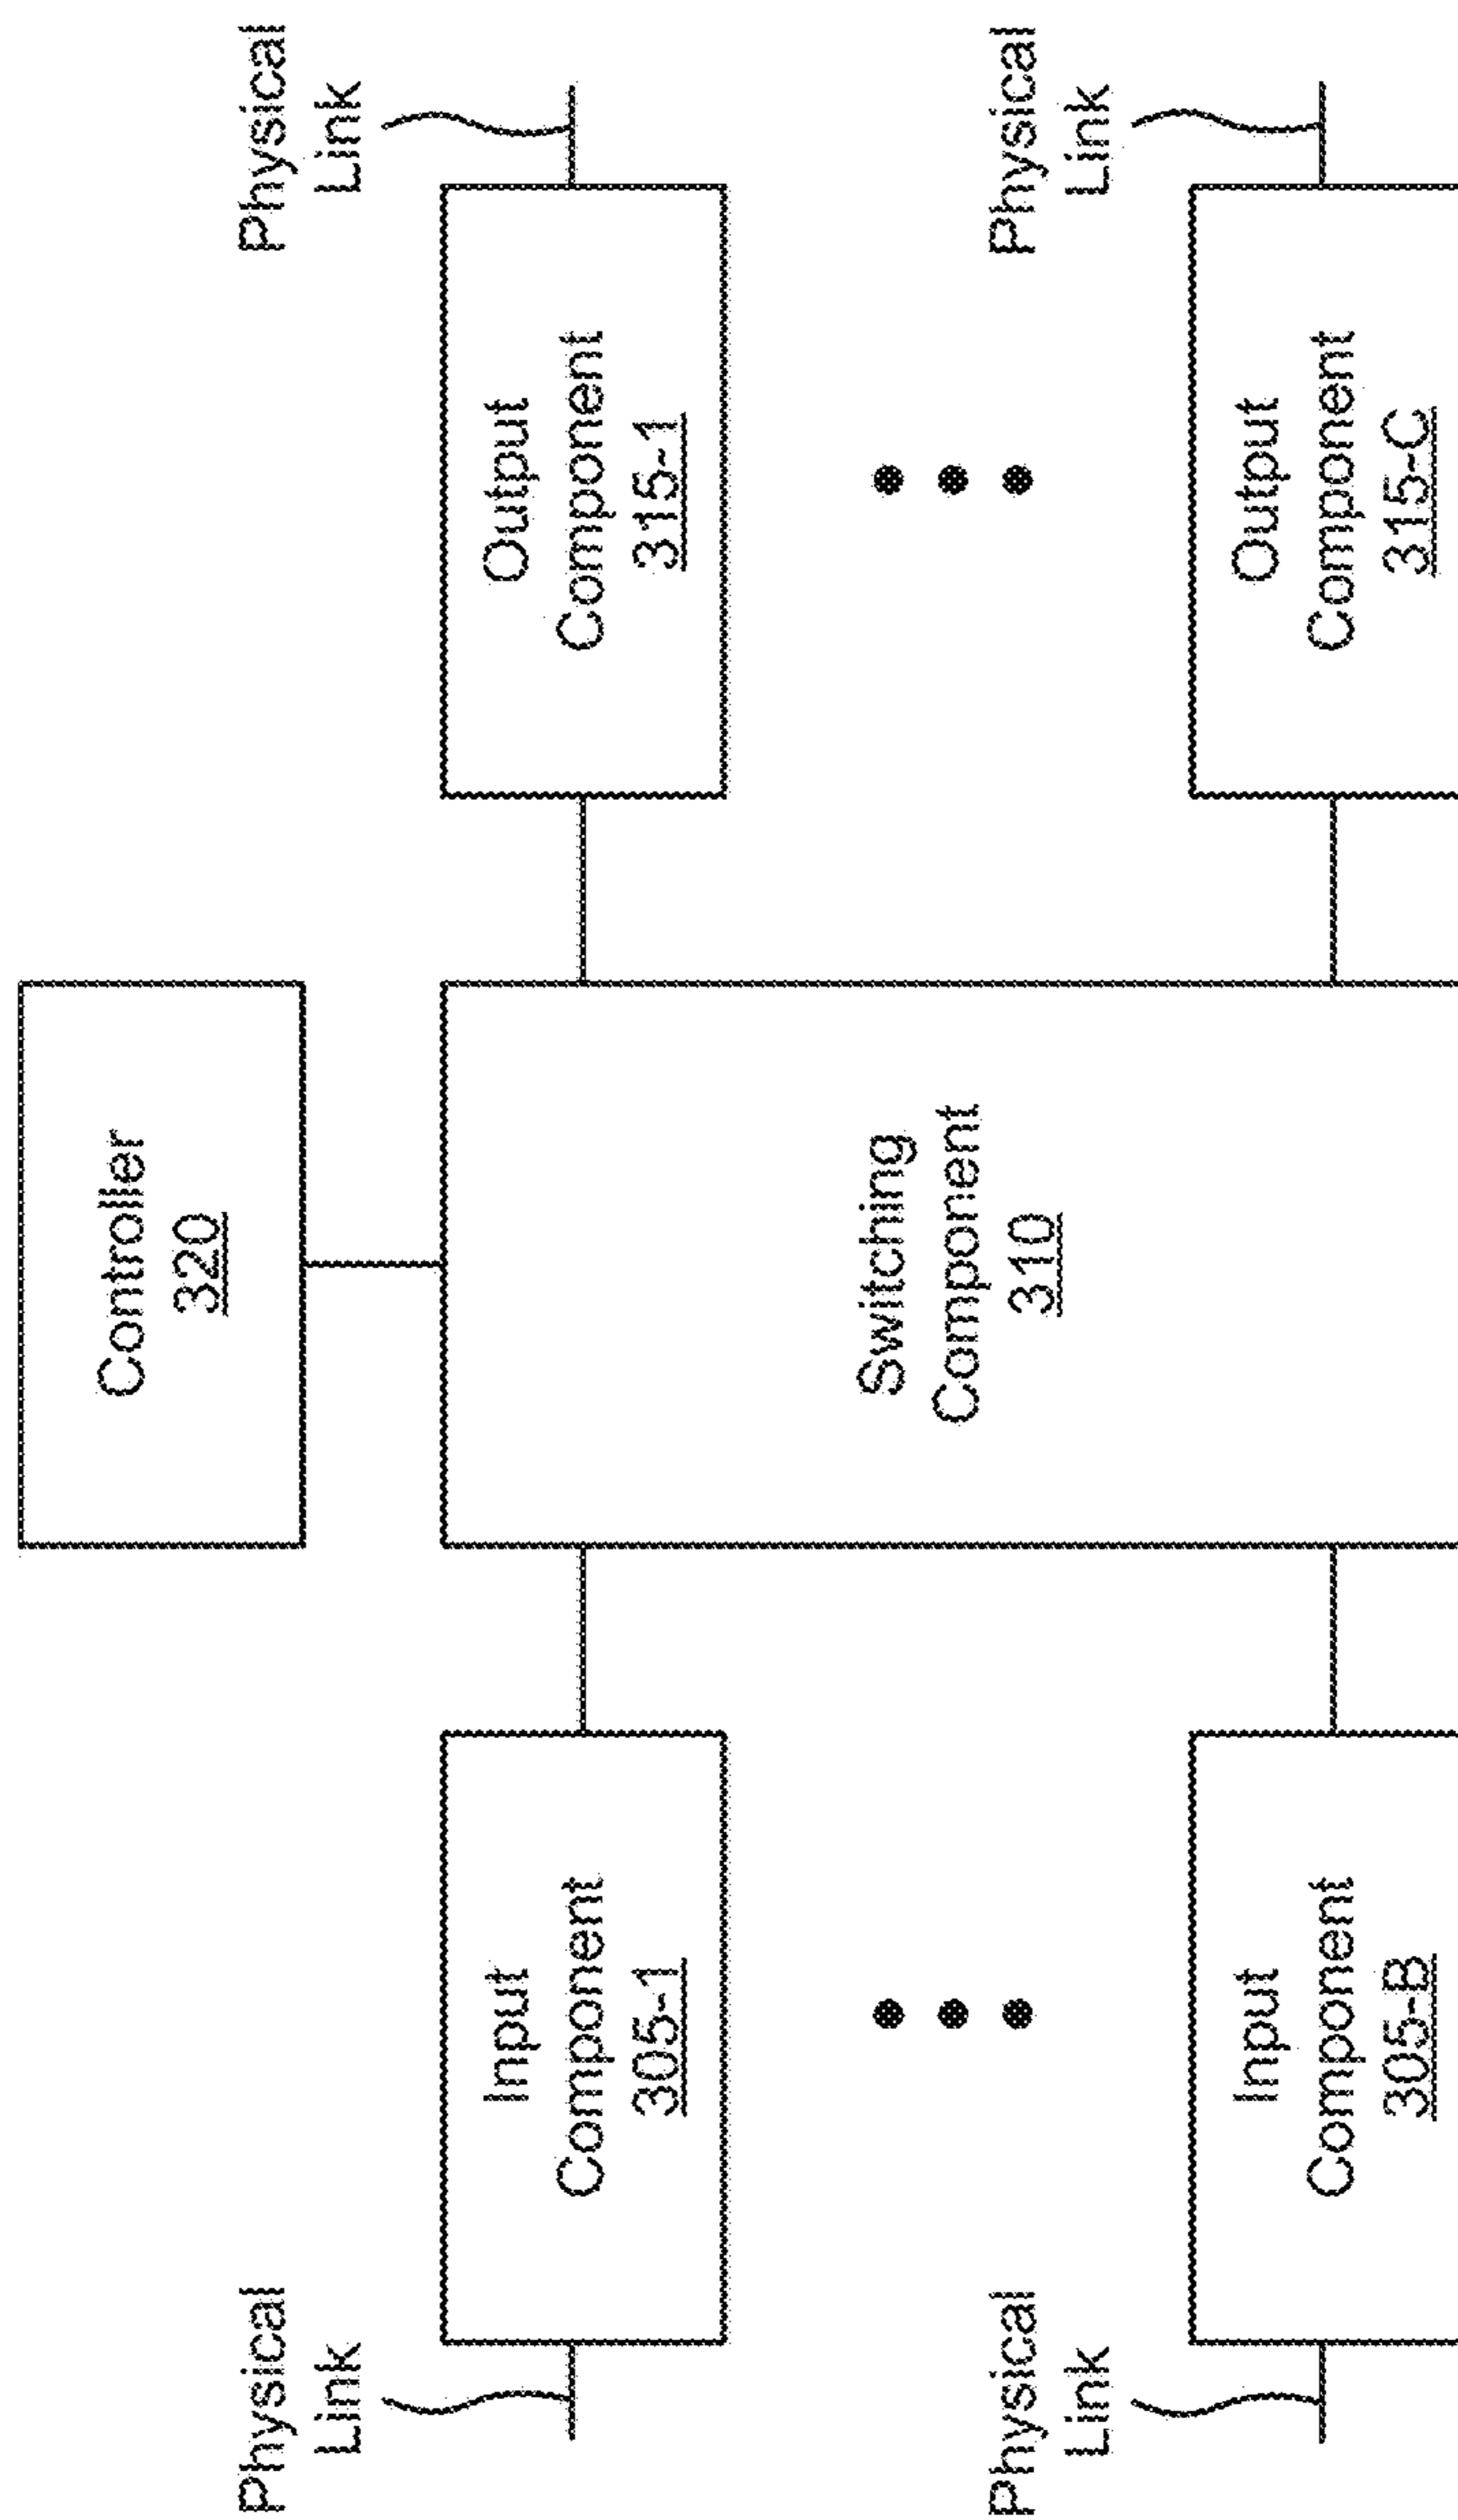 Controller
320
Physical
Link
Physical
Link
Input
Component
305-1
Output
Component
315-1
Switching
Component
310
Physical
Link
Physical
Link
Input
Component
305-B
Output
Component
315-C